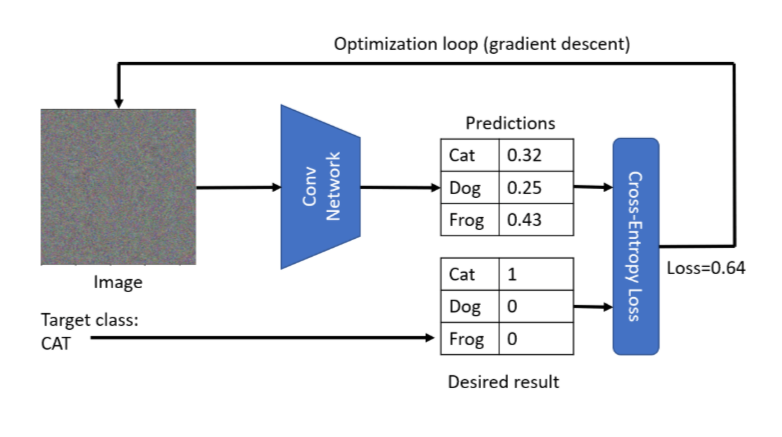 Optimization loop (gradient descent)
Predictions
Cat 0.32
Dog 0.25
Frog 0.43
Conv
Network
Cross-Entropy Loss
Loss=0.64
Image
Cat 1
Dog 0
Frog 0
Target class:
CAT
Desired result